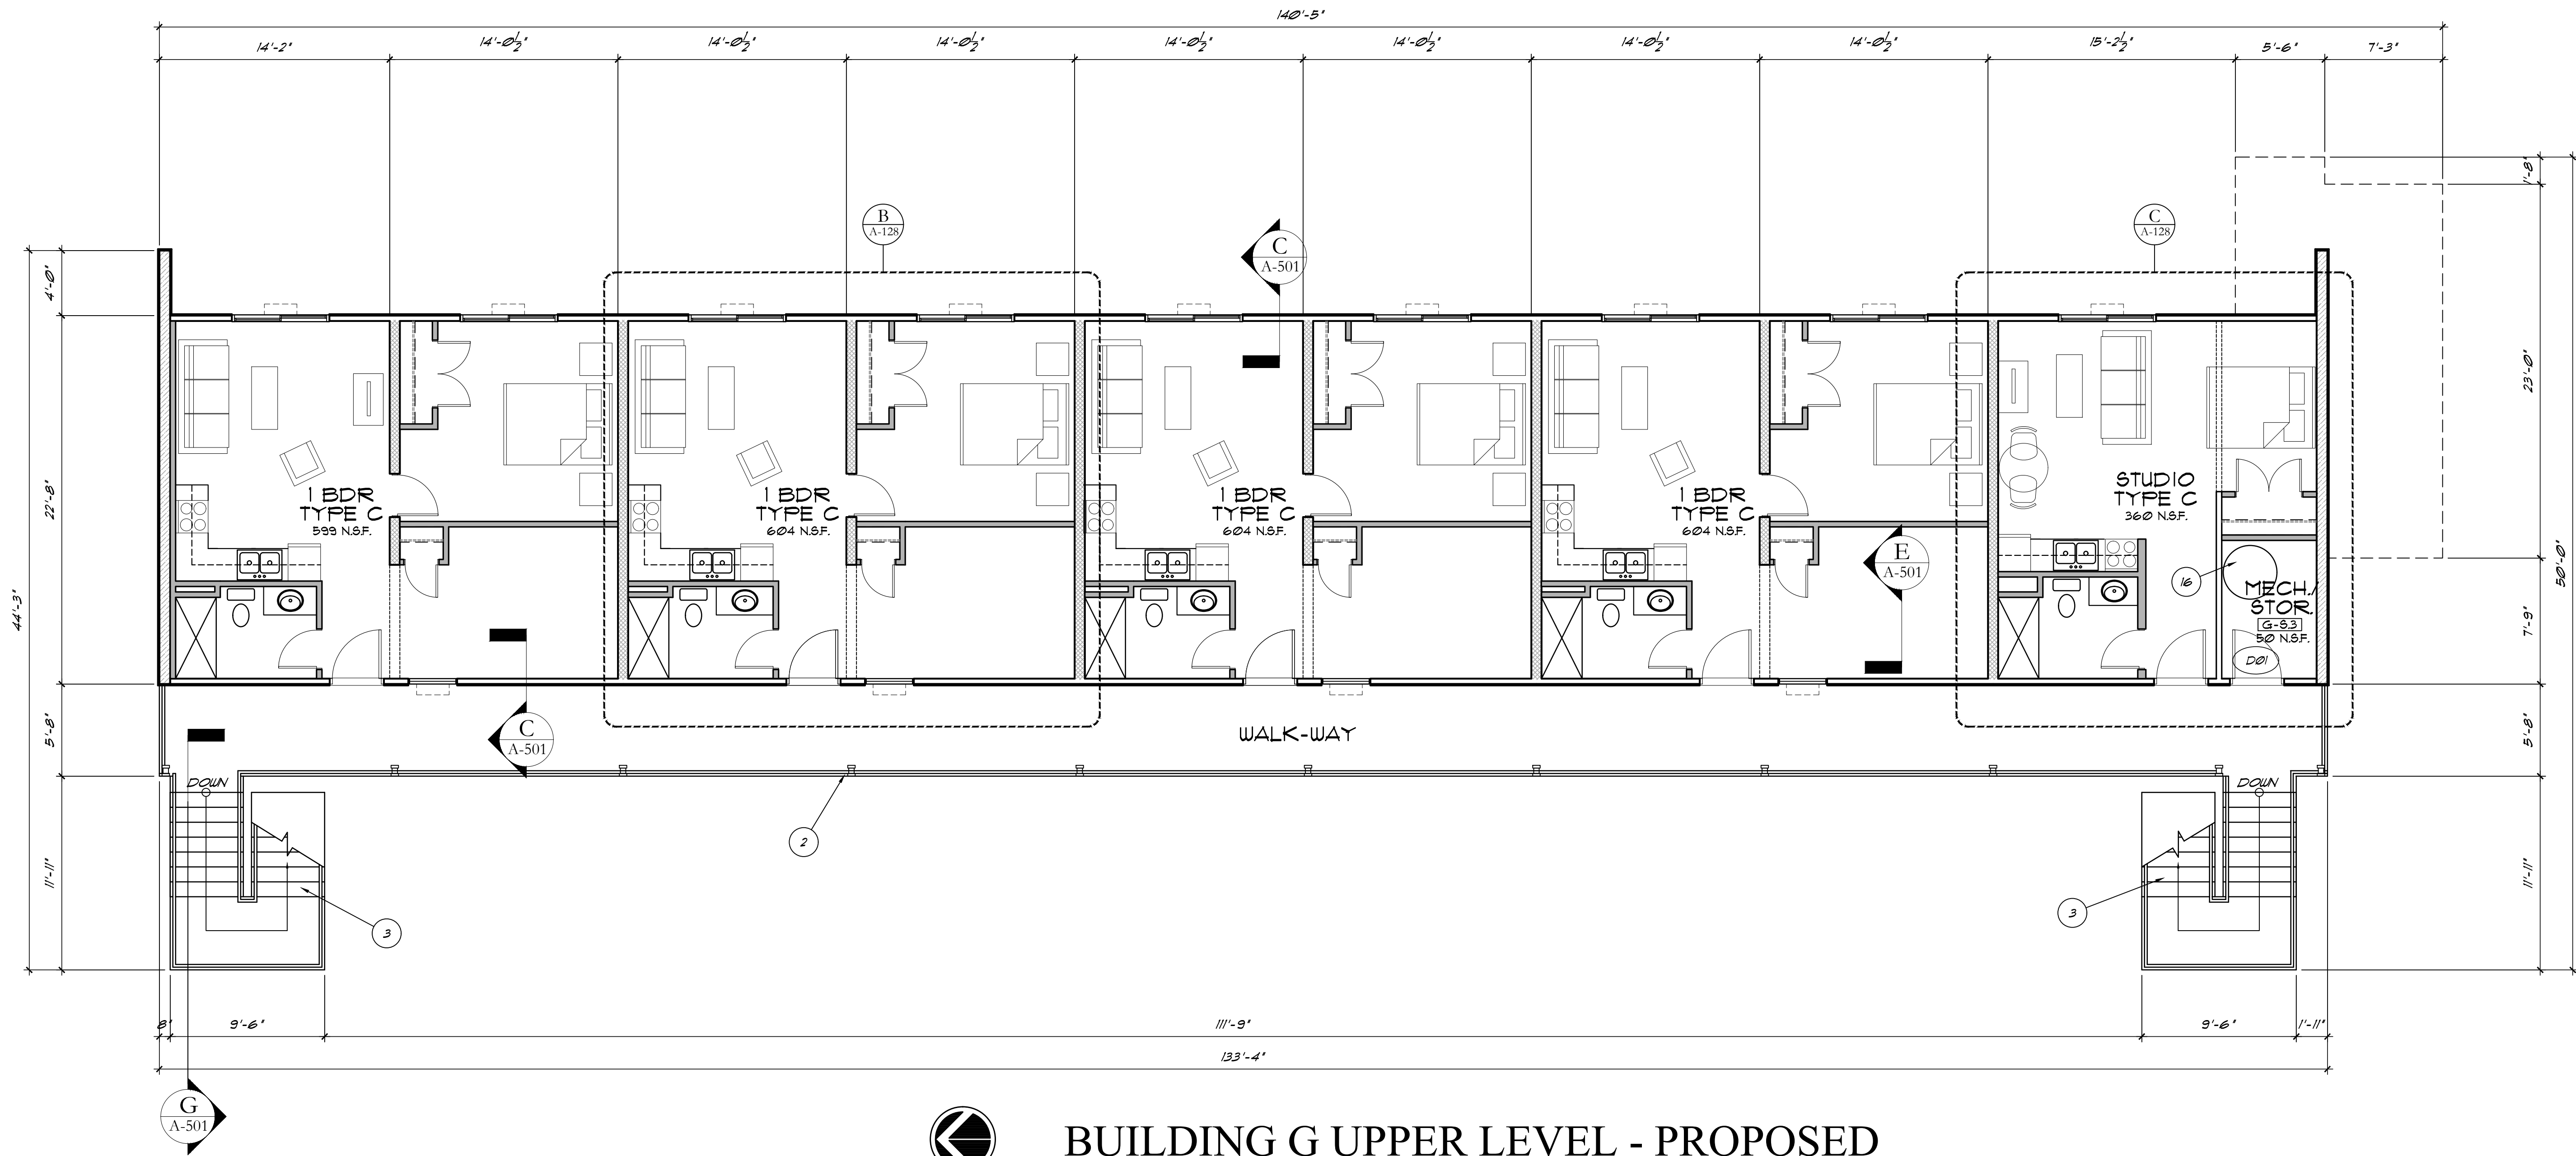 140'-5"
14'-2"
14'-0½"
14'-0½"
14'-0½"
14'-0½"
14'-0½"
14'-0½"
14'-0½"
15'-2½"
5'-6"
7'-3"
1'-8"
B
A-128
C
A-128
C
A-501
4'-0"
22'-8"
44'-3"
5'-8"
11'-11"
23'-0"
50'-0"
7'-9"
5'-8"
11'-11"
1 BDR
TYPE C
599 N.S.F.
1 BDR
TYPE C
604 N.S.F.
1 BDR
TYPE C
604 N.S.F.
1 BDR
TYPE C
604 N.S.F.
STUDIO
TYPE C
360 N.S.F.
E
A-501
16
MECH./
STOR.
G-S.3
50 N.S.F.
D01
C
A-501
WALK-WAY
DOWN
DOWN
2
3
3
8"
9'-6"
111'-9"
9'-6"
1'-11"
133'-4"
G
A-501
BUILDING G UPPER LEVEL - PROPOSED